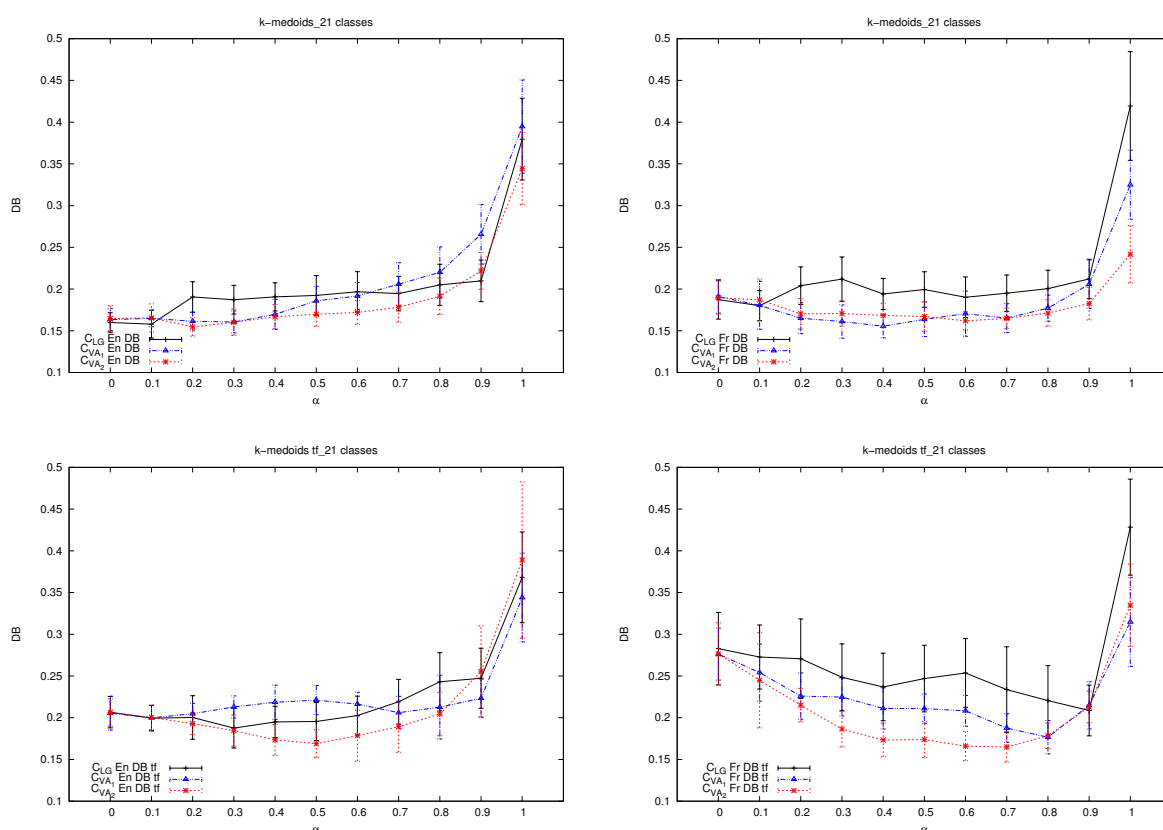 k-medoids_21 classes
0.5
0.45
0.4
0.35
0.3
0.25
0.2
0.15
0.1
DB
C_LG En DB
C_VA1 En DB
C_VA2 En DB
0 0.1 0.2 0.3 0.4 0.5 0.6 0.7 0.8 0.9 1
α
k-medoids_21 classes
0.5
0.45
0.4
0.35
0.3
0.25
0.2
0.15
0.1
DB
C_LG Fr DB
C_VA1 Fr DB
C_VA2 Fr DB
0 0.1 0.2 0.3 0.4 0.5 0.6 0.7 0.8 0.9 1
α
k-medoids tf_21 classes
0.5
0.45
0.4
0.35
0.3
0.25
0.2
0.15
0.1
DB
C_LG En DB tf
C_VA1 En DB tf
C_VA2 En DB tf
0 0.1 0.2 0.3 0.4 0.5 0.6 0.7 0.8 0.9 1
α
k-medoids tf_21 classes
0.5
0.45
0.4
0.35
0.3
0.25
0.2
0.15
0.1
DB
C_LG Fr DB tf
C_VA1 Fr DB tf
C_VA2 Fr DB tf
0 0.1 0.2 0.3 0.4 0.5 0.6 0.7 0.8 0.9 1
α